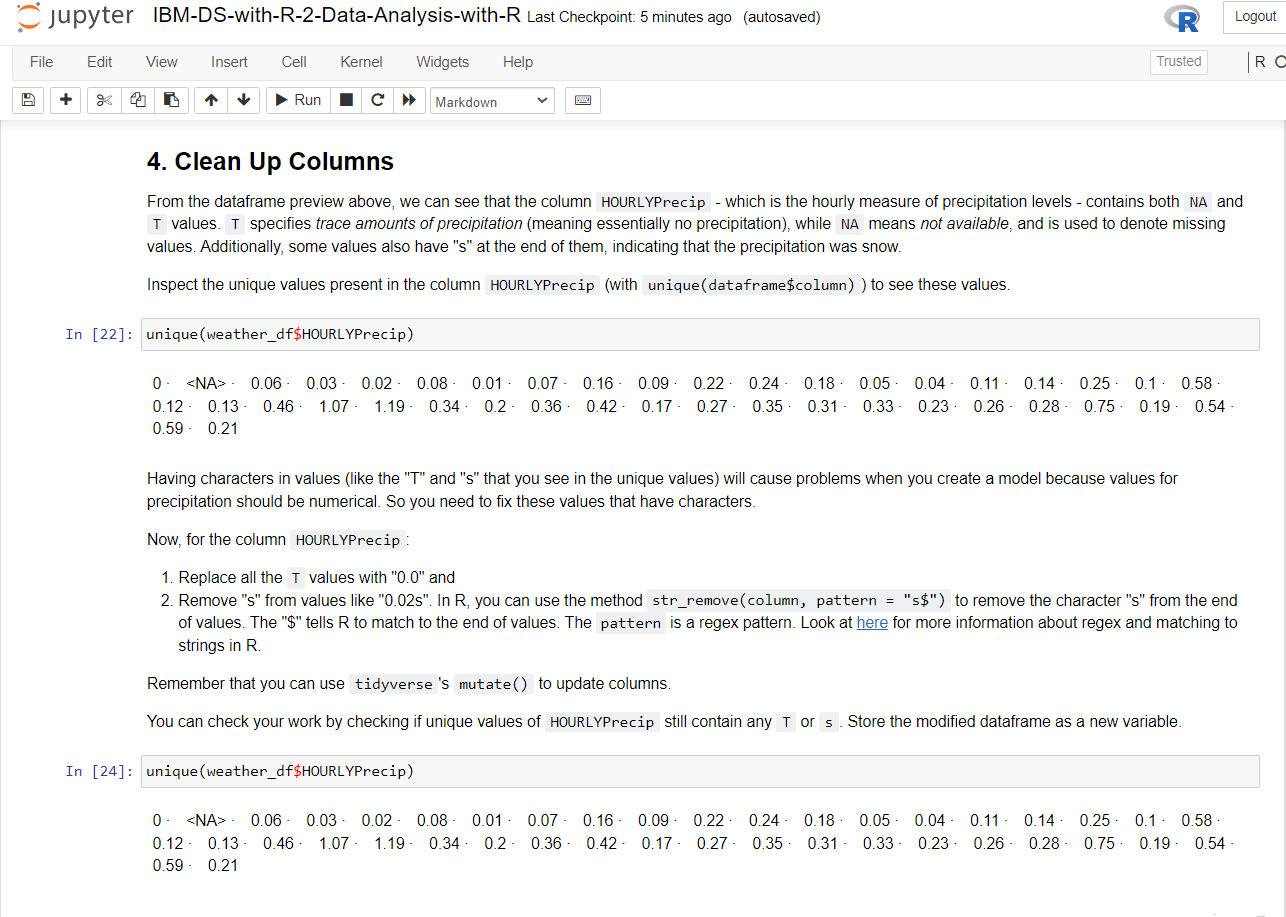 jupyter IBM-DS-with-R-2-Data-Analysis-with-R Last Checkpoint: 5 minutes ago (autosaved) R Logout
File Edit View Insert Cell Kernel Widgets Help Trusted R
Run Markdown
4. Clean Up Columns
From the dataframe preview above, we can see that the column HOURLYPrecip - which is the hourly measure of precipitation levels - contains both NA and
T values. T specifies trace amounts of precipitation (meaning essentially no precipitation), while NA means not available, and is used to denote missing
values. Additionally, some values also have "s" at the end of them, indicating that the precipitation was snow.
Inspect the unique values present in the column HOURLYPrecip (with unique(dataframe$column) ) to see these values.
In [22]: unique(weather_df$HOURLYPrecip)
0 · <NA> · 0.06 · 0.03 · 0.02 · 0.08 · 0.01 · 0.07 · 0.16 · 0.09 · 0.22 · 0.24 · 0.18 · 0.05 · 0.04 · 0.11 · 0.14 · 0.25 · 0.1 · 0.58 ·
0.12 · 0.13 · 0.46 · 1.07 · 1.19 · 0.34 · 0.2 · 0.36 · 0.42 · 0.17 · 0.27 · 0.35 · 0.31 · 0.33 · 0.23 · 0.26 · 0.28 · 0.75 · 0.19 · 0.54 ·
0.59 · 0.21
Having characters in values (like the "T" and "s" that you see in the unique values) will cause problems when you create a model because values for
precipitation should be numerical. So you need to fix these values that have characters.
Now, for the column HOURLYPrecip :
1. Replace all the T values with "0.0" and
2. Remove "s" from values like "0.02s". In R, you can use the method str_remove(column, pattern = "s$") to remove the character "s" from the end
of values. The "$" tells R to match to the end of values. The pattern is a regex pattern. Look at here for more information about regex and matching to
strings in R.
Remember that you can use tidyverse 's mutate() to update columns.
You can check your work by checking if unique values of HOURLYPrecip still contain any T or s . Store the modified dataframe as a new variable.
In [24]: unique(weather_df$HOURLYPrecip)
0 · <NA> · 0.06 · 0.03 · 0.02 · 0.08 · 0.01 · 0.07 · 0.16 · 0.09 · 0.22 · 0.24 · 0.18 · 0.05 · 0.04 · 0.11 · 0.14 · 0.25 · 0.1 · 0.58 ·
0.12 · 0.13 · 0.46 · 1.07 · 1.19 · 0.34 · 0.2 · 0.36 · 0.42 · 0.17 · 0.27 · 0.35 · 0.31 · 0.33 · 0.23 · 0.26 · 0.28 · 0.75 · 0.19 · 0.54 ·
0.59 · 0.21